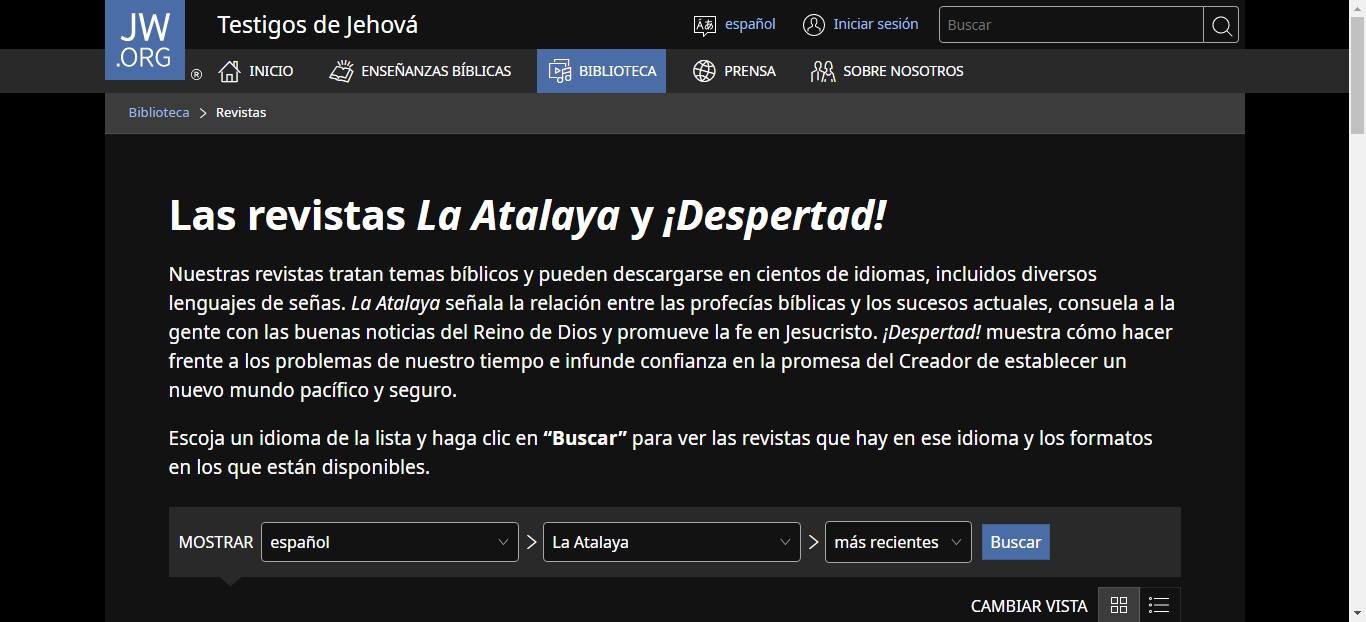 JW
.ORG
®
Testigos de Jehová
español
Iniciar sesión
Buscar
INICIO
ENSEÑANZAS BÍBLICAS
BIBLIOTECA
PRENSA
SOBRE NOSOTROS
Biblioteca > Revistas
Las revistas La Atalaya y ¡Despertad!
Nuestras revistas tratan temas bíblicos y pueden descargarse en cientos de idiomas, incluidos diversos
lenguajes de señas. La Atalaya señala la relación entre las profecías bíblicas y los sucesos actuales, consuela a la
gente con las buenas noticias del Reino de Dios y promueve la fe en Jesucristo. ¡Despertad! muestra cómo hacer
frente a los problemas de nuestro tiempo e infunde confianza en la promesa del Creador de establecer un
nuevo mundo pacífico y seguro.
Escoja un idioma de la lista y haga clic en “Buscar” para ver las revistas que hay en ese idioma y los formatos
en los que están disponibles.
MOSTRAR español > La Atalaya > más recientes Buscar
CAMBIAR VISTA